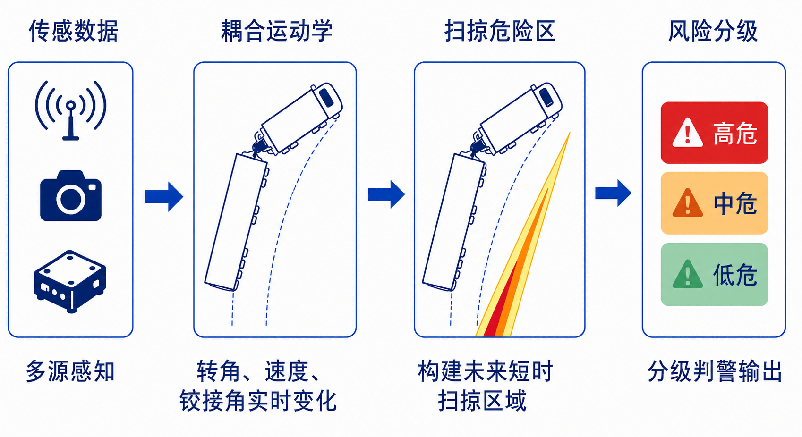 传感数据
耦合运动学
扫掠危险区
风险分级
高危
中危
低危
多源感知
转角、速度、
铰接角实时变化
构建未来短时
扫掠区域
分级判警输出